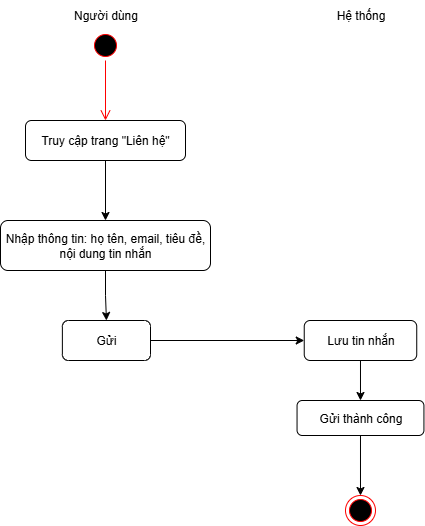 Người dùng
Hệ thống
Truy cập trang "Liên hệ"
Nhập thông tin: họ tên, email, tiêu đề,
nội dung tin nhắn
Gửi
Lưu tin nhắn
Gửi thành công